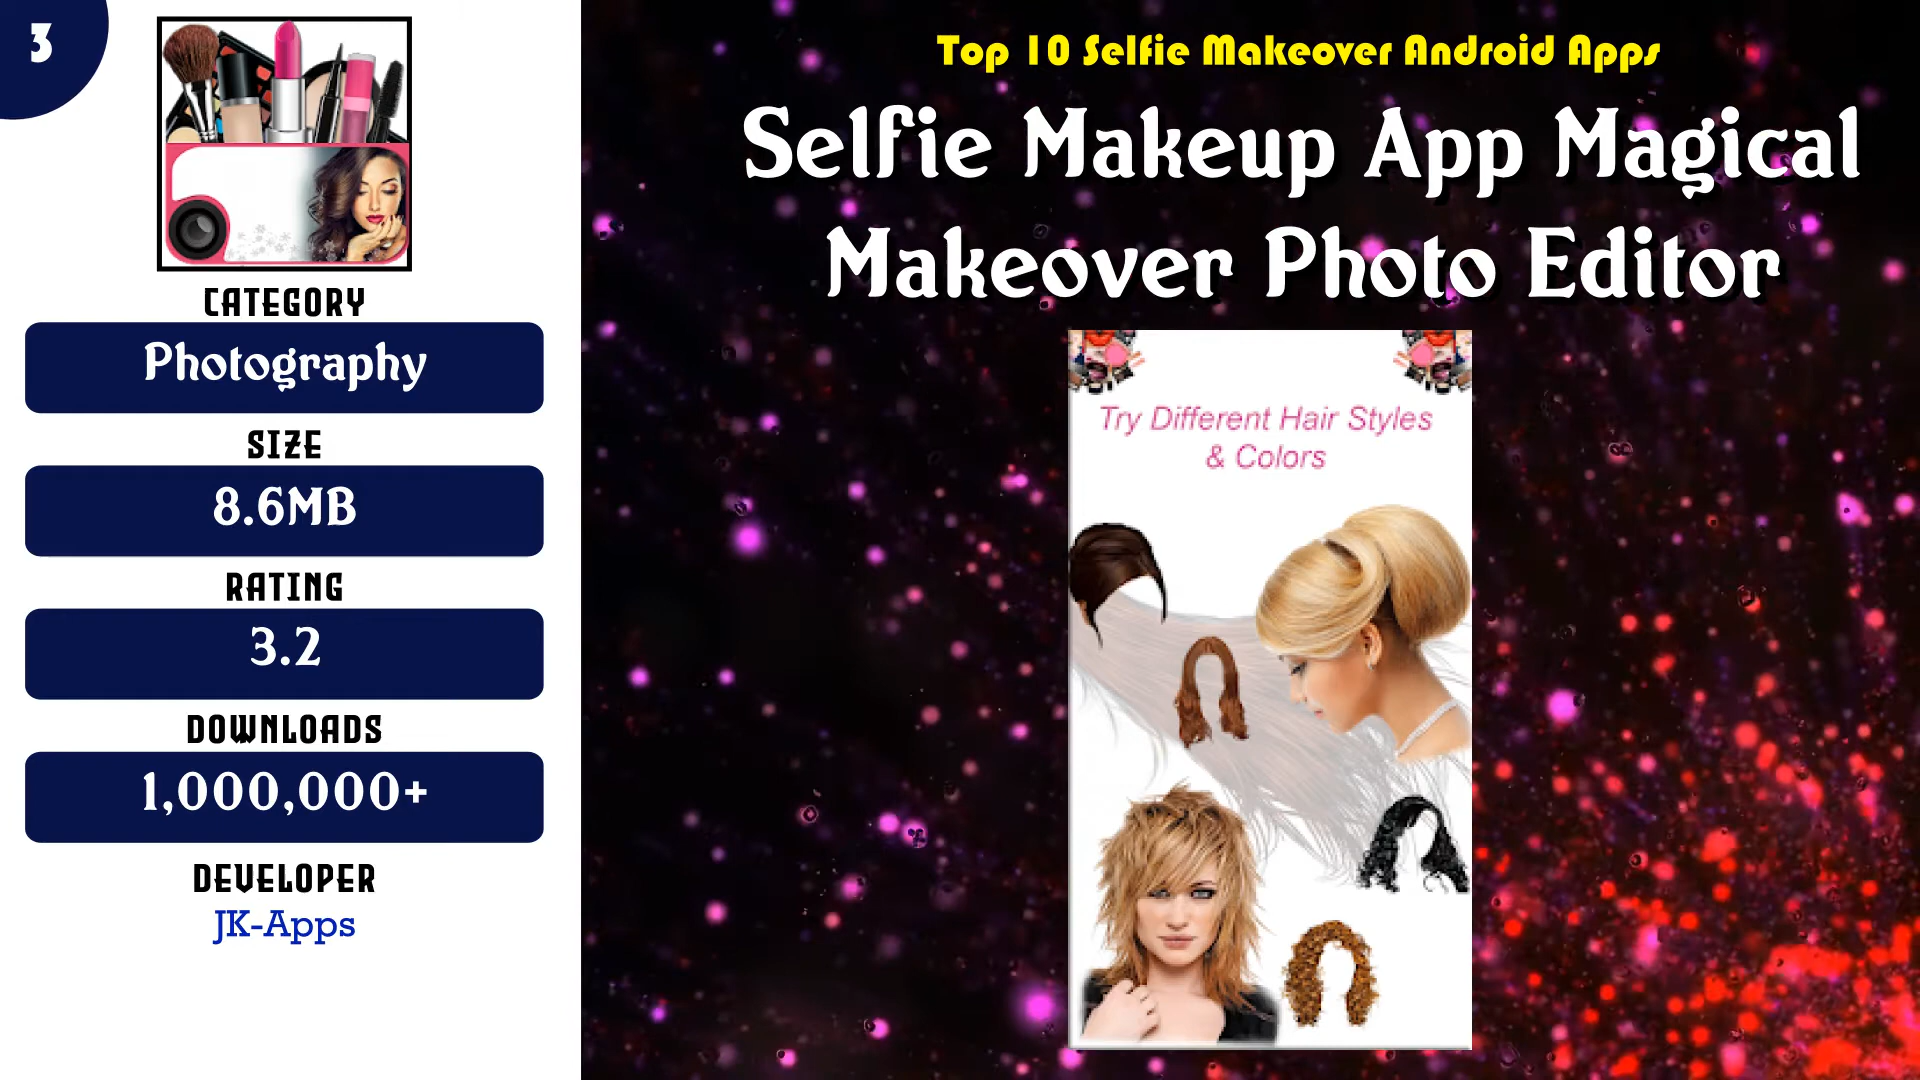 3
CATEGORY
Photography
SIZE
8.6MB
RATING
3.2
DOWNLOADS
1,000,000+
DEVELOPER
JK-Apps
Top 10 Selfie Makeover Android Apps
Selfie Makeup App Magical
Makeover Photo Editor
Try Different Hair Styles
& Colors